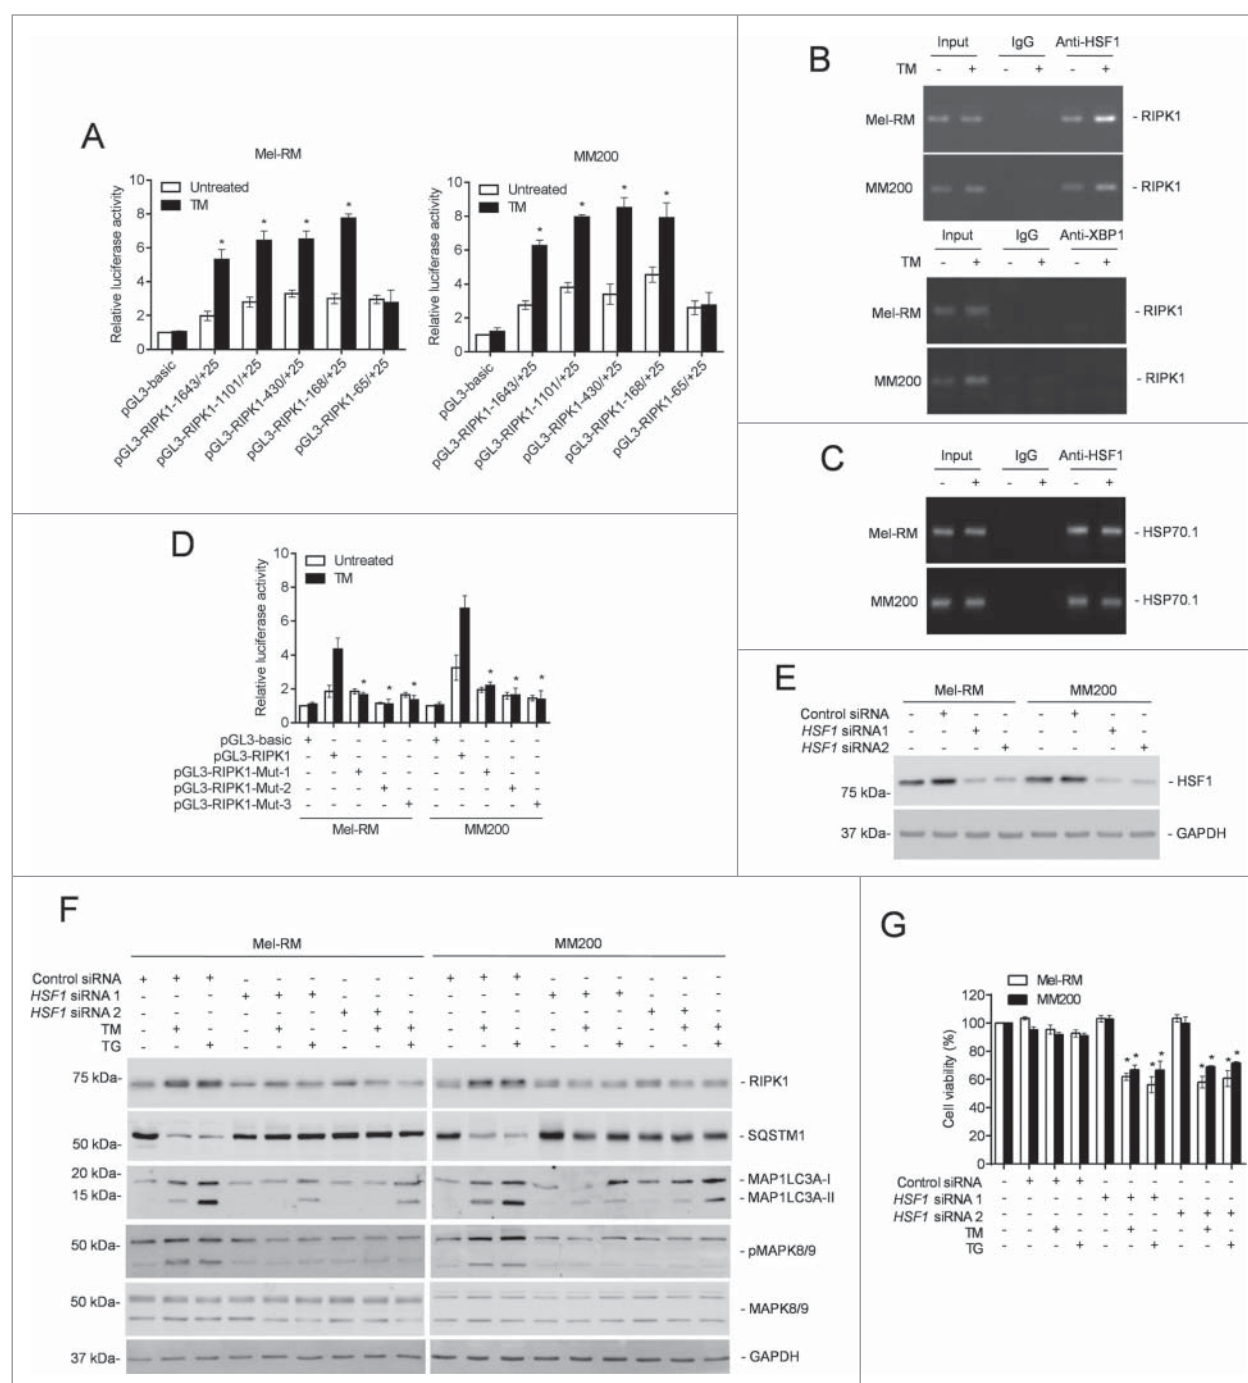 A
Mel-RM
MM200
Relative luciferase activity
10
8
6
4
2
0
Untreated
TM
* * * *
pGL3-basic
pGL3-RIPK1-1643/+25
pGL3-RIPK1-1101/+25
pGL3-RIPK1-430/+25
pGL3-RIPK1-168/+25
pGL3-RIPK1-65/+25
Relative luciferase activity
10
8
6
4
2
0
Untreated
TM
* * * *
pGL3-basic
pGL3-RIPK1-1643/+25
pGL3-RIPK1-1101/+25
pGL3-RIPK1-430/+25
pGL3-RIPK1-168/+25
pGL3-RIPK1-65/+25
B
Input IgG Anti-HSF1
TM - + - + - +
Mel-RM - RIPK1
MM200 - RIPK1
Input IgG Anti-XBP1
TM - + - + - +
Mel-RM - RIPK1
MM200 - RIPK1
C
Input IgG Anti-HSF1
- + - + - +
Mel-RM - HSP70.1
MM200 - HSP70.1
D
Relative luciferase activity
10
8
6
4
2
0
Untreated
TM
* * * * * *
pGL3-basic + - - - - + - - - -
pGL3-RIPK1 - + - - - - + - - -
pGL3-RIPK1-Mut-1 - - + - - - - + - -
pGL3-RIPK1-Mut-2 - - - + - - - - + -
pGL3-RIPK1-Mut-3 - - - - + - - - - +
Mel-RM MM200
E
Mel-RM MM200
Control siRNA - + - - - + - -
HSF1 siRNA1 - - + - - - + -
HSF1 siRNA2 - - - + - - - +
75 kDa- - HSF1
37 kDa- - GAPDH
F
Mel-RM MM200
Control siRNA + + + - - - - - - + + + - - - - - -
HSF1 siRNA 1 - - - + + + - - - - - - + + + - - -
HSF1 siRNA 2 - - - - - - + + + - - - - - - + + +
TM - + - - + - - + - - + - - + - - + -
TG - - + - - + - - + - - + - - + - - +
75 kDa- - RIPK1
50 kDa- - SQSTM1
20 kDa- - MAP1LC3A-I
15 kDa- - MAP1LC3A-II
50 kDa- - pMAPK8/9
50 kDa- - MAPK8/9
37 kDa- - GAPDH
G
Mel-RM
MM200
Cell viability (%)
120
100
80
60
40
20
0
* * * * * * * *
Control siRNA - + + + - - - - - -
HSF1 siRNA 1 - - - - + + + - - -
HSF1 siRNA 2 - - - - - - - + + +
TM - - + - - + - - + -
TG - - - + - - + - - +